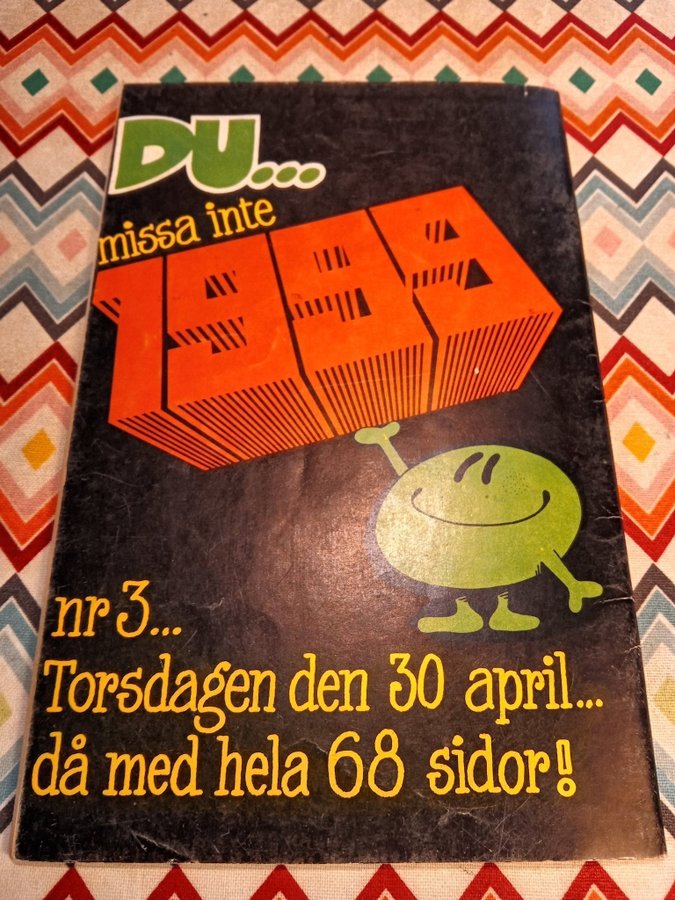 DU...
missa inte
1999
nr 3...
Torsdagen den 30 april...
då med hela 68 sidor!